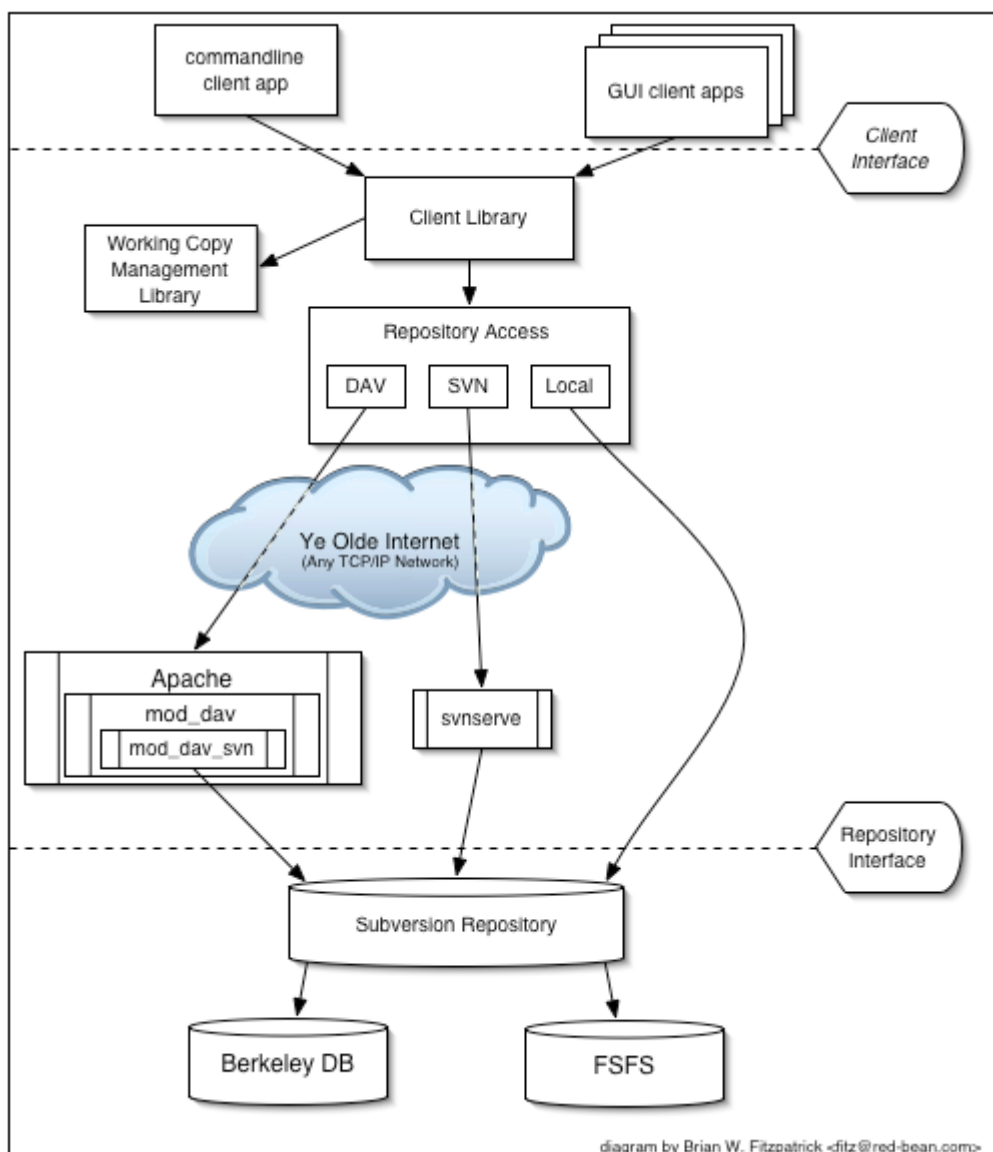 commandline
client app
GUI client apps
Client
Interface
Client Library
Working Copy
Management
Library
Repository Access
DAV
SVN
Local
Ye Olde Internet
(Any TCP/IP Network)
Apache
mod_dav
mod_dav_svn
svnserve
Repository
Interface
Subversion Repository
Berkeley DB
FSFS
diagram by Brian W. Fitzpatrick <fitz@red-bean.com>